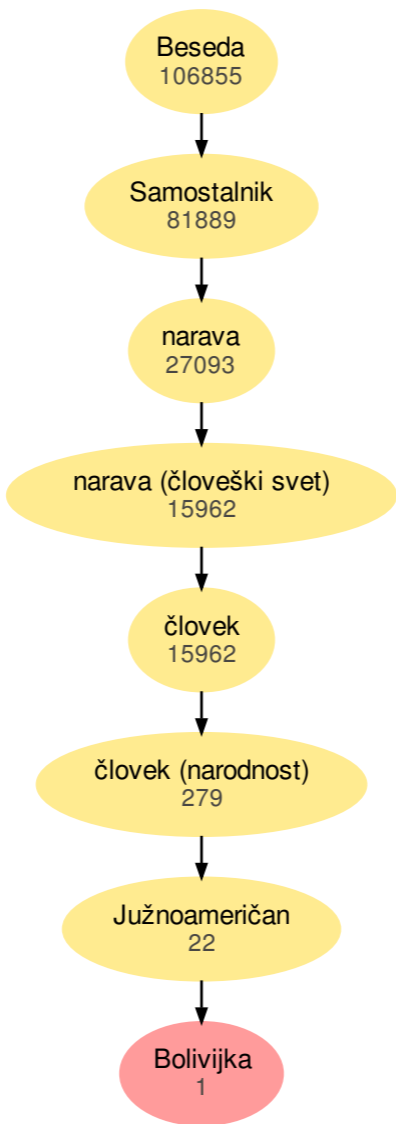 Beseda
106855
Samostalnik
81889
narava
27093
narava (človeški svet)
15962
človek
15962
človek (narodnost)
279
Južnoameričan
22
Bolivijka
1